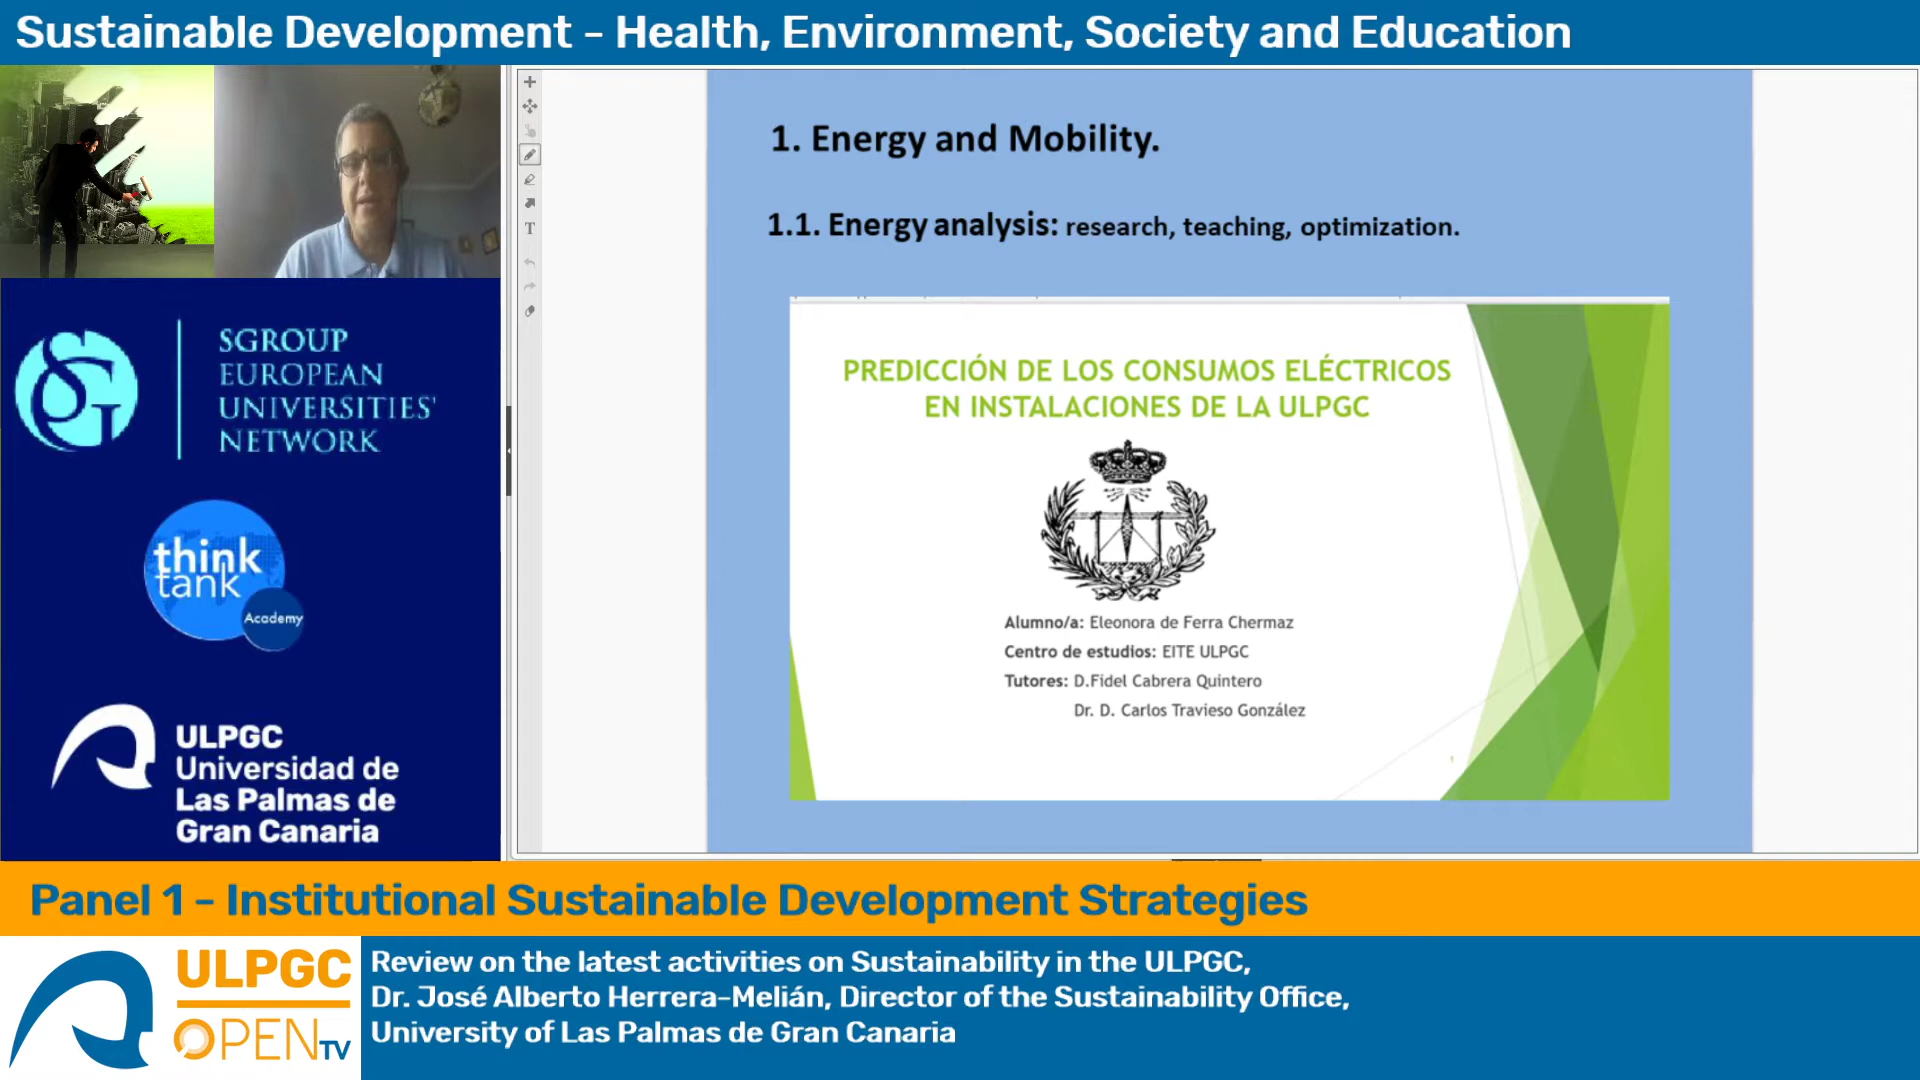 Sustainable Development - Health, Environment, Society and Education
SGROUP
EUROPEAN
UNIVERSITIES'
NETWORK
think
tank
Academy
ULPGC
Universidad de
Las Palmas de
Gran Canaria
T
1. Energy and Mobility.
1.1. Energy analysis: research, teaching, optimization.
PREDICCIÓN DE LOS CONSUMOS ELÉCTRICOS
EN INSTALACIONES DE LA ULPGC
Alumno/a: Eleonora de Ferra Chermaz
Centro de estudios: EITE ULPGC
Tutores: D.Fidel Cabrera Quintero
Dr. D. Carlos Travieso González
Panel 1 - Institutional Sustainable Development Strategies
ULPGC
OPEN TV
Review on the latest activities on Sustainability in the ULPGC,
Dr. José Alberto Herrera-Melián, Director of the Sustainability Office,
University of Las Palmas de Gran Canaria